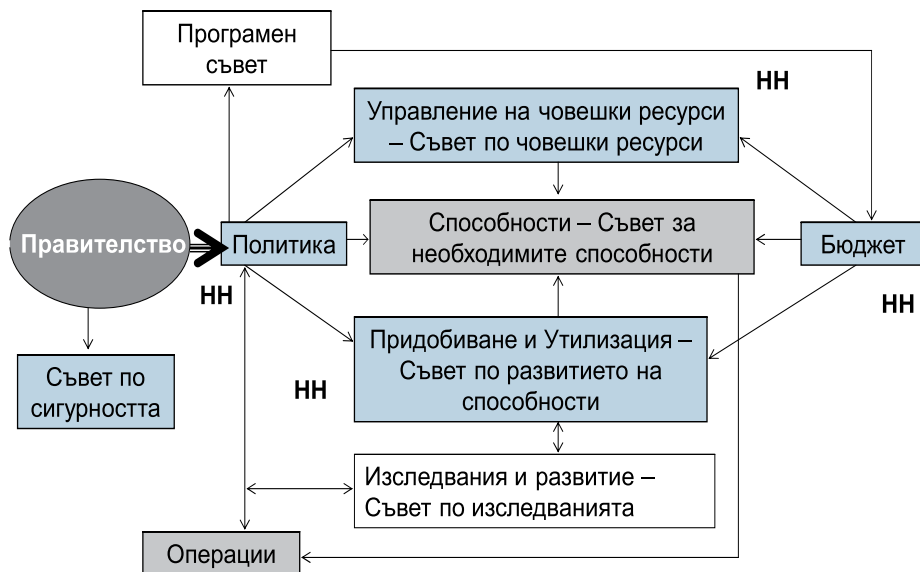 Програмен
съвет
НН
Управление на човешки ресурси
– Съвет по човешки ресурси
Правителство
Политика
Способности – Съвет за
необходимите способности
Бюджет
НН
НН
Придобиване и Утилизация –
Съвет по развитието на
способности
Съвет по
сигурността
НН
Изследвания и развитие –
Съвет по изследванията
Операции